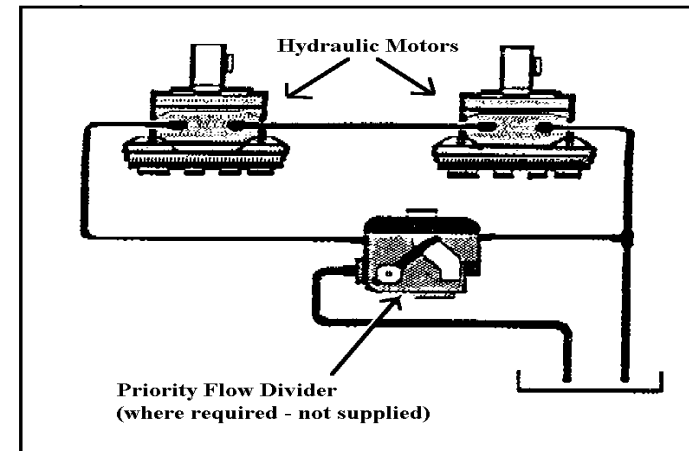 Hydraulic Motors
Priority Flow Divider
(where required - not supplied)